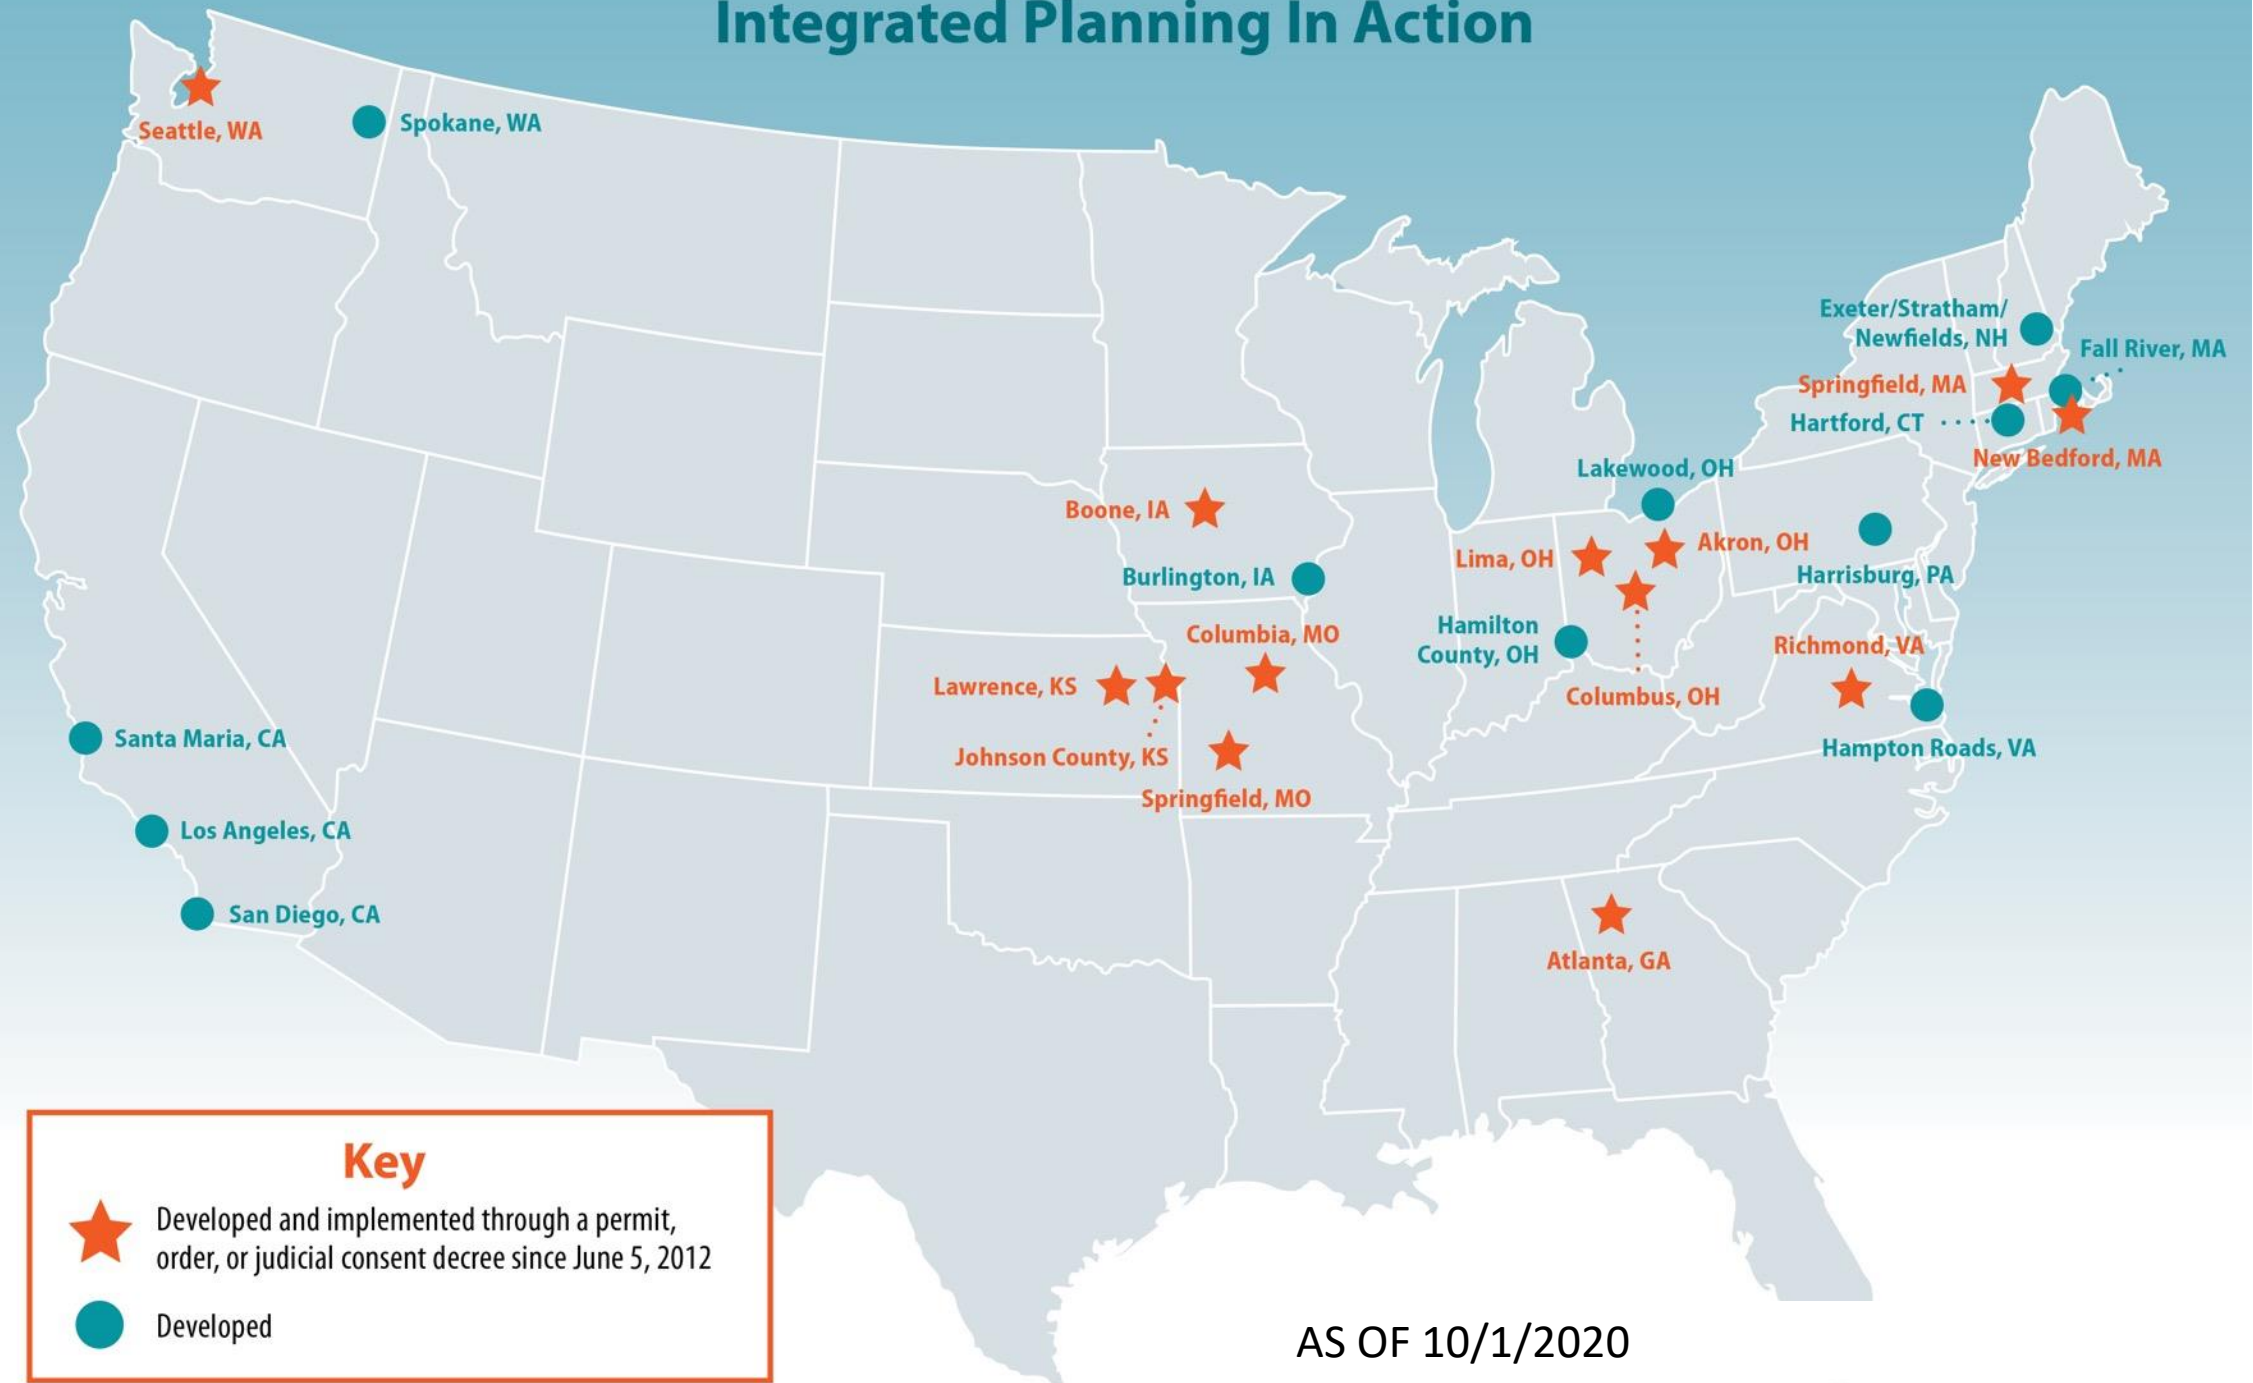 Integrated Planning In Action
Seattle, WA
Spokane, WA
Exeter/Stratham/
Newfields, NH
Fall River, MA
Springfield, MA
Hartford, CT
New Bedford, MA
Lakewood, OH
Boone, IA
Akron, OH
Lima, OH
Burlington, IA
Harrisburg, PA
Hamilton
County, OH
Columbia, MO
Richmond, VA
Lawrence, KS
Columbus, OH
Santa Maria, CA
Johnson County, KS
Hampton Roads, VA
Springfield, MO
Los Angeles, CA
San Diego, CA
Atlanta, GA
Key
Developed and implemented through a permit,
order, or judicial consent decree since June 5, 2012
Developed
AS OF 10/1/2020